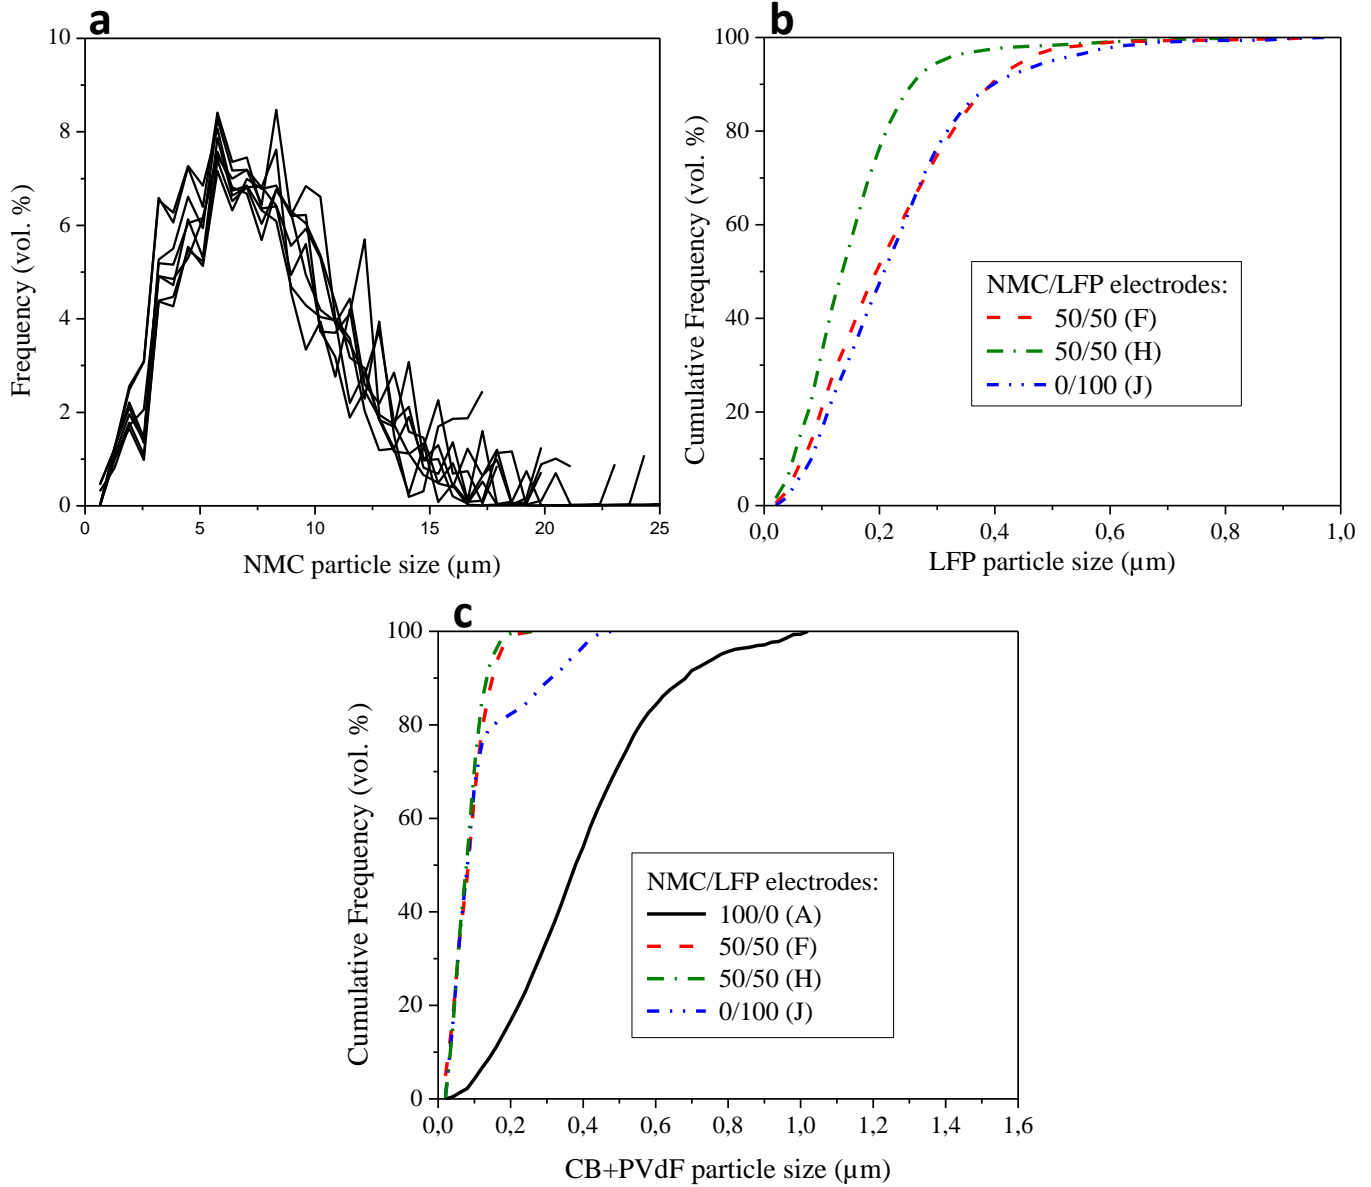 a
10
8
6
4
2
0
0
5
10
15
20
25
Frequency (vol. %)
NMC particle size (µm)
b
100
80
60
40
20
0
0,0
0,2
0,4
0,6
0,8
1,0
Cumulative Frequency (vol. %)
LFP particle size (µm)
NMC/LFP electrodes:
50/50 (F)
50/50 (H)
0/100 (J)
c
100
80
60
40
20
0
0,0
0,2
0,4
0,6
0,8
1,0
1,2
1,4
1,6
Cumulative Frequency (vol. %)
CB+PVdF particle size (µm)
NMC/LFP electrodes:
100/0 (A)
50/50 (F)
50/50 (H)
0/100 (J)